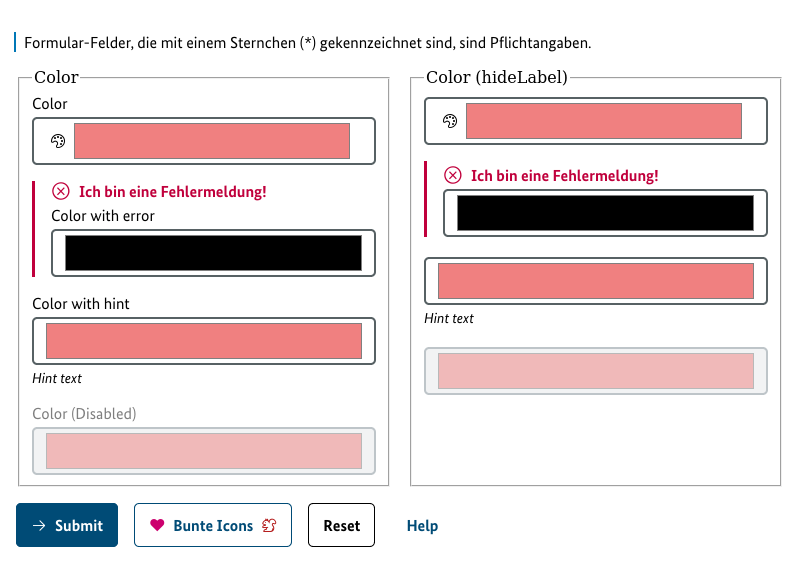 Formular-Felder, die mit einem Sternchen (*) gekennzeichnet sind, sind Pflichtangaben.
Color
Color
Ich bin eine Fehlermeldung!
Color with error
Color with hint
Hint text
Color (Disabled)
Color (hideLabel)
Ich bin eine Fehlermeldung!
Hint text
Submit
Bunte Icons
Reset
Help